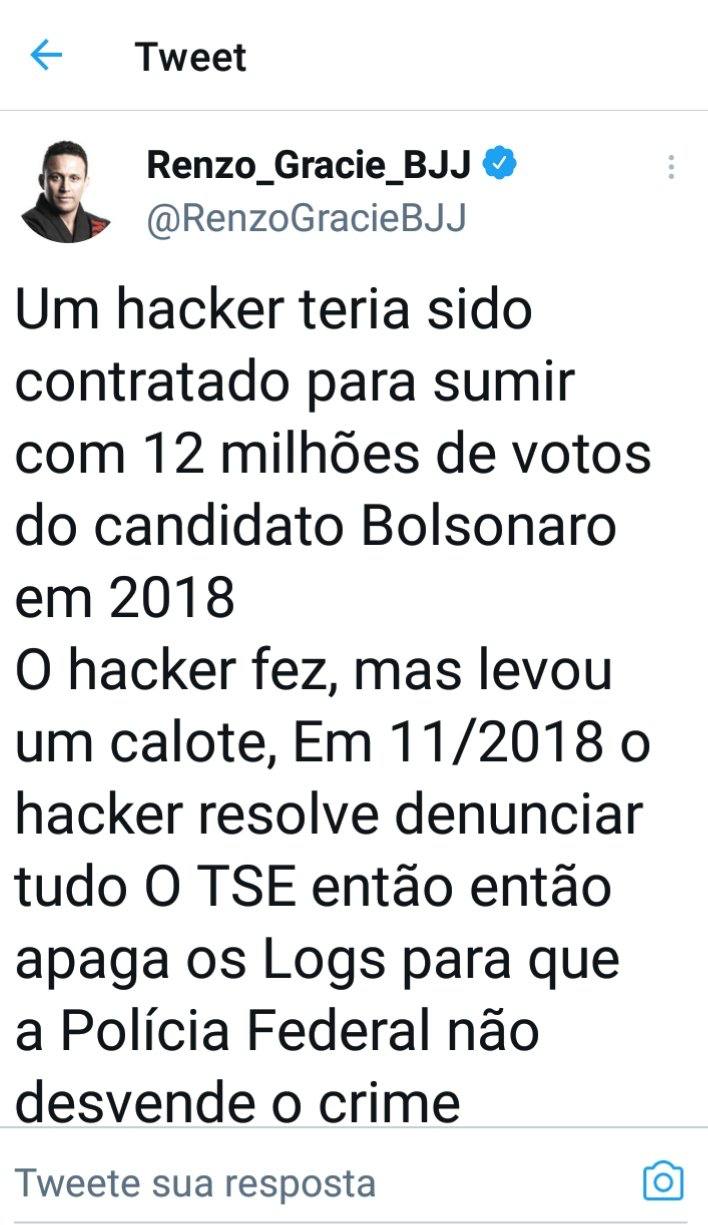 Tweet
Renzo_Gracie_BJJ
@RenzoGracieBJJ
Um hacker teria sido
contratado para sumir
com 12 milhões de votos
do candidato Bolsonaro
em 2018
O hacker fez, mas levou
um calote, Em 11/2018 o
hacker resolve denunciar
tudo O TSE então então
apaga os Logs para que
a Polícia Federal não
desvende o crime
Tweete sua resposta